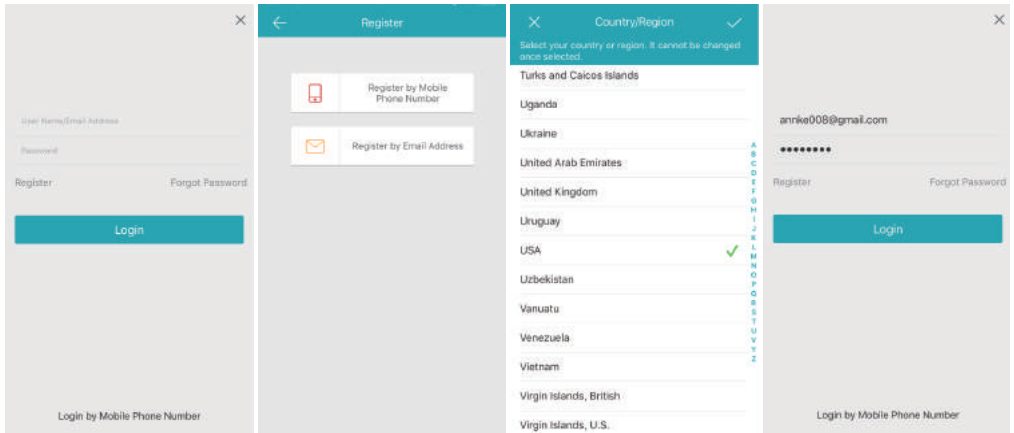 User Name/Email Address
Password
Register
Forgot Password
Login
Login by Mobile Phone Number
Register
Register by Mobile
Phone Number
Register by Email Address
Country/Region
Select your country or region. It cannot be changed
once selected.
Turks and Caicos Islands
Uganda
Ukraine
United Arab Emirates
United Kingdom
Uruguay
USA
Uzbekistan
Vanuatu
Venezuela
Vietnam
Virgin Islands, British
Virgin Islands, U.S.
A
B
C
D
E
F
G
H
I
J
K
L
M
N
O
P
Q
R
S
T
U
V
Y
Z
annke008@gmail.com
Register
Forgot Password
Login
Login by Mobile Phone Number